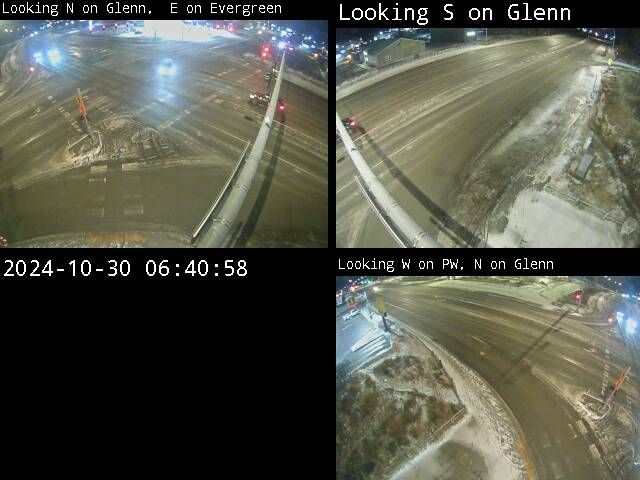 Looking N on Glenn,  E on Evergreen
Looking S on Glenn
2024-10-30 06:40:58
Looking W on PW, N on Glenn